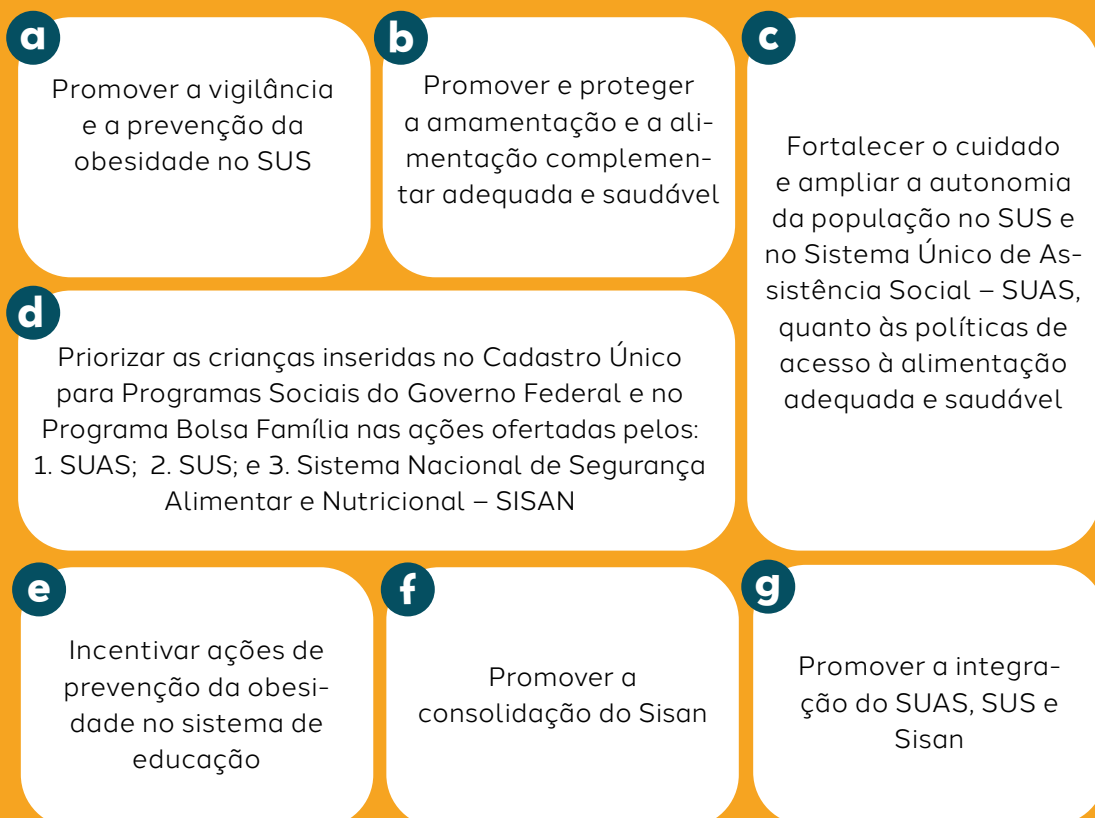 a
Promover a vigilância
e a prevenção da
obesidade no SUS
b
Promover e proteger
a amamentação e a ali-
mentação complemen-
tar adequada e saudável
c
Fortalecer o cuidado
e ampliar a autonomia
da população no SUS e
no Sistema Único de As-
sistência Social – SUAS,
quanto às políticas de
acesso à alimentação
adequada e saudável
d
Priorizar as crianças inseridas no Cadastro Único
para Programas Sociais do Governo Federal e no
Programa Bolsa Família nas ações ofertadas pelos:
1. SUAS; 2. SUS; e 3. Sistema Nacional de Segurança
Alimentar e Nutricional – SISAN
e
Incentivar ações de
prevenção da obesi-
dade no sistema de
educação
f
Promover a
consolidação do Sisan
g
Promover a integra-
ção do SUAS, SUS e
Sisan